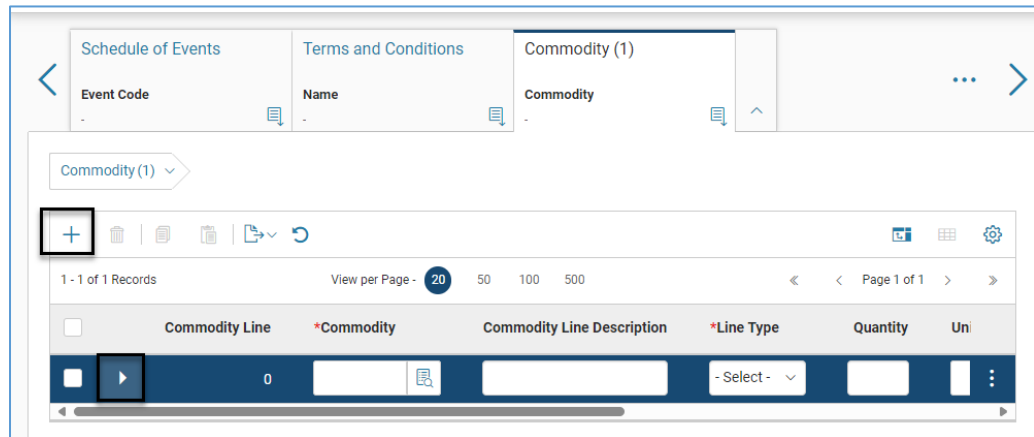 Schedule of Events
Terms and Conditions
Commodity (1)
Event Code
Name
Commodity
-
-
-
Commodity (1)
1 - 1 of 1 Records
View per Page - 20 50 100 500
Page 1 of 1
Commodity Line *Commodity Commodity Line Description *Line Type Quantity Uni
0 - Select -